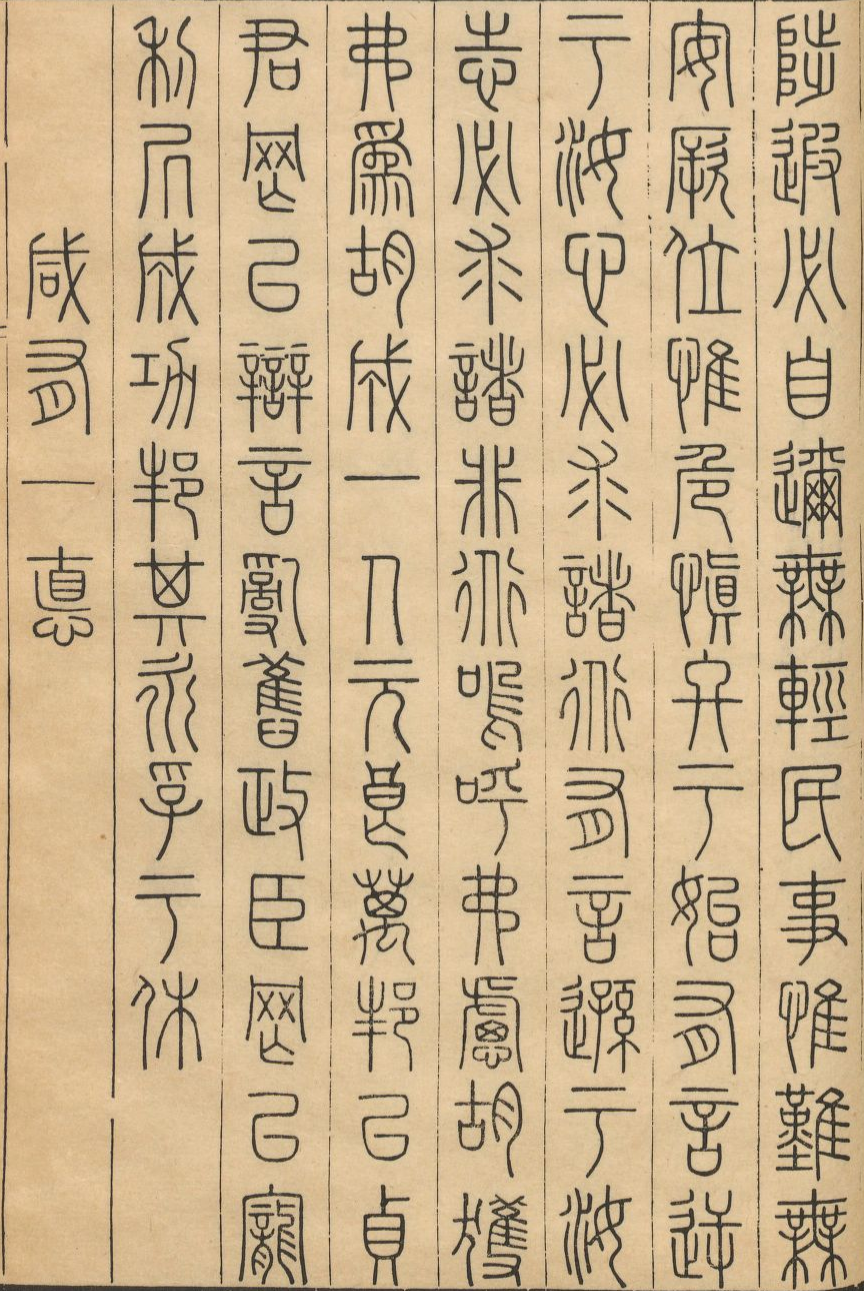 陟遐必自邇無輕民事惟難無
安厥位惟危慎終于始有言逆
于汝心必求諸道有言遜于汝
志必求諸非道嗚呼弗慮胡獲
弗爲胡成一人元良萬邦以貞
君罔以辯言亂舊政臣罔以寵
利居成功邦其永孚于休
咸有一悳